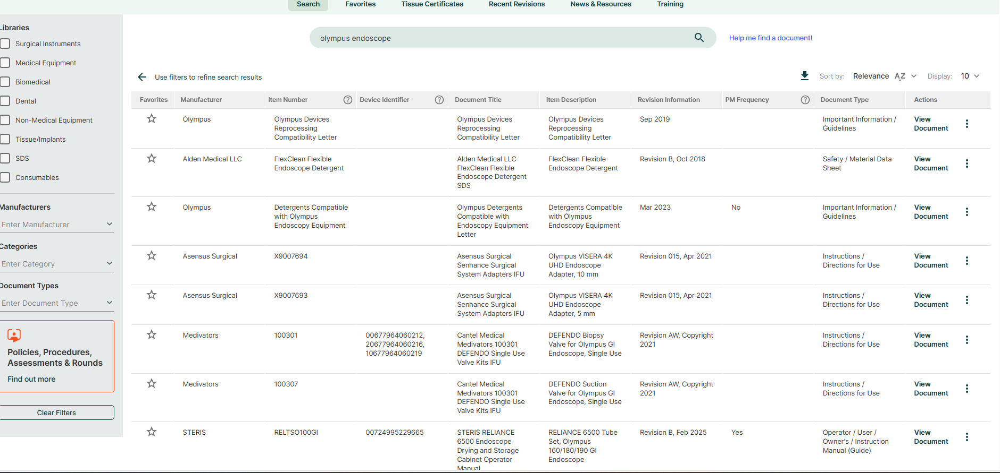 Search
Favorites
Tissue Certificates
Recent Revisions
News & Resources
Training
Libraries
Surgical Instruments
Medical Equipment
Biomedical
Dental
Non-Medical Equipment
Tissue/Implants
SDS
Consumables
Manufacturers
Enter Manufacturer
Categories
Enter Category
Document Types
Enter Document Type
Policies, Procedures,
Assessments & Rounds
Find out more
Clear Filters
olympus endoscope
Help me find a document!
Use filters to refine search results
Sort by: Relevance AZ
Display: 10
Favorites
Manufacturer
Item Number
?
Device Identifier
?
Document Title
Item Description
Revision Information
PM Frequency
?
Document Type
Actions
Olympus
Olympus Devices
Reprocessing
Compatibility Letter
Olympus Devices
Reprocessing
Compatibility Letter
Olympus Devices
Reprocessing
Compatibility Letter
Sep 2019
Important Information /
Guidelines
View
Document
Alden Medical LLC
FlexClean Flexible
Endoscope Detergent
Alden Medical LLC
FlexClean Flexible
Endoscope Detergent
SDS
FlexClean Flexible
Endoscope Detergent
Revision B, Oct 2018
Safety / Material Data
Sheet
View
Document
Olympus
Detergents Compatible
with Olympus
Endoscopy Equipment
Olympus Detergents
Compatible with
Endoscopy Equipment
Letter
Detergents Compatible
with Olympus
Endoscopy Equipment
Mar 2023
No
Important Information /
Guidelines
View
Document
Asensus Surgical
X9007694
Asensus Surgical
Senhance Surgical
System Adapters IFU
Olympus VISERA 4K
UHD Endoscope
Adapter, 10 mm
Revision 015, Apr 2021
Instructions /
Directions for Use
View
Document
Asensus Surgical
X9007693
Asensus Surgical
Senhance Surgical
System Adapters IFU
Olympus VISERA 4K
UHD Endoscope
Adapter, 5 mm
Revision 015, Apr 2021
Instructions /
Directions for Use
View
Document
Medivators
100301
00677964060212,
20677964060216,
10677964060219
Cantel Medical
Medivators 100301
DEFENDO Single Use
Valve Kits IFU
DEFENDO Biopsy
Valve for Olympus GI
Endoscope, Single Use
Revision AW, Copyright
2021
Instructions /
Directions for Use
View
Document
Medivators
100307
Cantel Medical
Medivators 100301
DEFENDO Single Use
Valve Kits IFU
DEFENDO Suction
Valve for Olympus GI
Endoscope, Single Use
Revision AW, Copyright
2021
Instructions /
Directions for Use
View
Document
STERIS
RELTSO100GI
00724995229665
STERIS RELIANCE
6500 Endoscope
Drying and Storage
Cabinet Operator
Manual
RELIANCE 6500 Tube
Set, Olympus
160/180/190 GI
Endoscope
Revision B, Feb 2025
Yes
Operator / User /
Owner's / Instruction
Manual (Guide)
View
Document